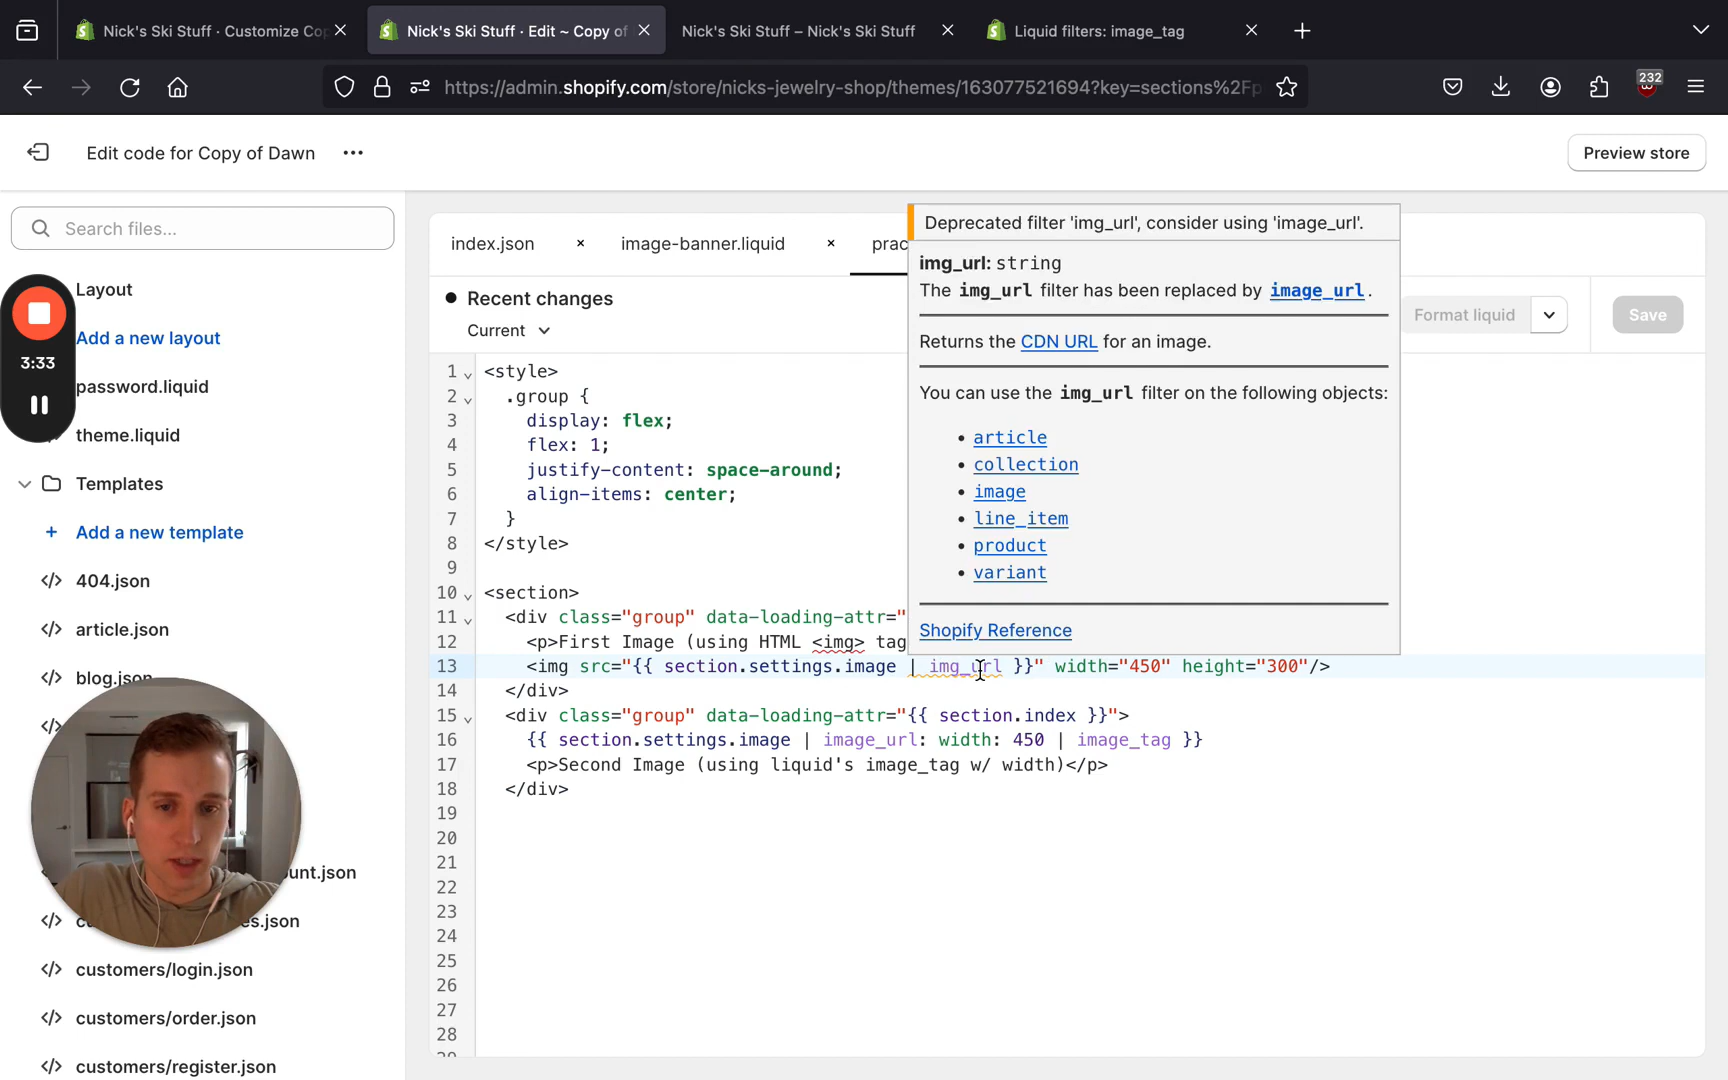 Nick's Ski Stuff · Customize Cop
Nick's Ski Stuff · Edit ~ Copy of
Nick's Ski Stuff – Nick's Ski Stuff
Liquid filters: image_tag
https://admin.shopify.com/store/nicks-jewelry-shop/themes/163077521694?key=sections%2Fp
232
Edit code for Copy of Dawn
Preview store
Search files...
Layout
Add a new layout
password.liquid
theme.liquid
Templates
Add a new template
404.json
article.json
blog.json
unt.json
es.json
customers/login.json
customers/order.json
customers/register.json
3:33
index.json
image-banner.liquid
prac
Recent changes
Current
Format liquid
Save
Deprecated filter 'img_url', consider using 'image_url'.
img_url: string
The img_url filter has been replaced by image_url.
Returns the CDN URL for an image.
You can use the img_url filter on the following objects:
• article
• collection
• image
• line_item
• product
• variant
Shopify Reference
1 <style>
2 .group {
3 display: flex;
4 flex: 1;
5 justify-content: space-around;
6 align-items: center;
7 }
8 </style>
9
10 <section>
11 <div class="group" data-loading-attr="
12 <p>First Image (using HTML <img> tag
13 <img src="{{ section.settings.image | img_url }}" width="450" height="300"/>
14 </div>
15 <div class="group" data-loading-attr="{{ section.index }}">
16 {{ section.settings.image | image_url: width: 450 | image_tag }}
17 <p>Second Image (using liquid's image_tag w/ width)</p>
18 </div>
19
20
21
22
23
24
25
26
27
28